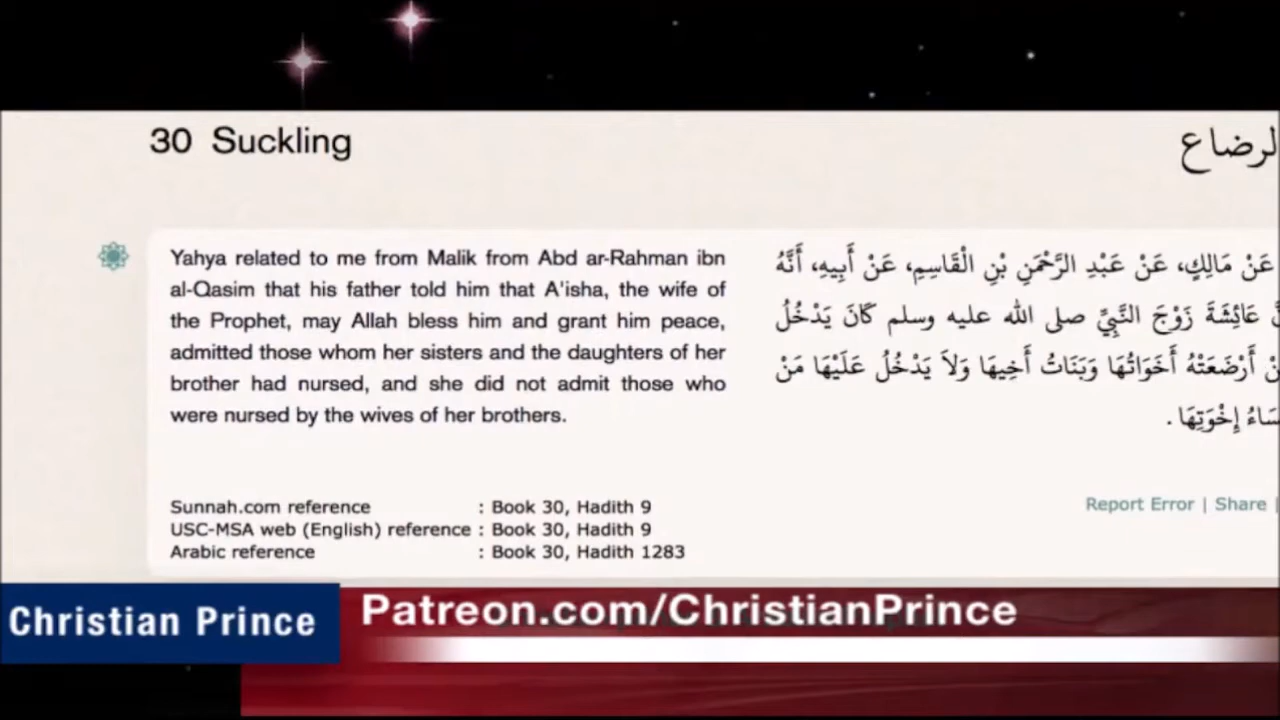 30 Suckling
لرضاع
Yahya related to me from Malik from Abd ar-Rahman ibn
al-Qasim that his father told him that A'isha, the wife of
the Prophet, may Allah bless him and grant him peace,
admitted those whom her sisters and the daughters of her
brother had nursed, and she did not admit those who
were nursed by the wives of her brothers.
عَنْ مَالِكٍ، عَنْ عَبْدِ الرَّحْمَنِ بْنِ الْقَاسِمِ، عَنْ أَبِيهِ، أَنَّهُ
عَائِشَةَ زَوْجَ النَّبِيِّ صلى الله عليه وسلم كَانَ يَدْخُلُ
أَرْضَعَتْهُ أَخَوَاتُهَا وَبَنَاتُ أَخِيهَا وَلاَ يَدْخُلُ عَلَيْهَا مَنْ
إِخْوَتِهَا .
Sunnah.com reference : Book 30, Hadith 9
USC-MSA web (English) reference : Book 30, Hadith 9
Arabic reference : Book 30, Hadith 1283
Report Error | Share |
Christian Prince
Patreon.com/ChristianPrince